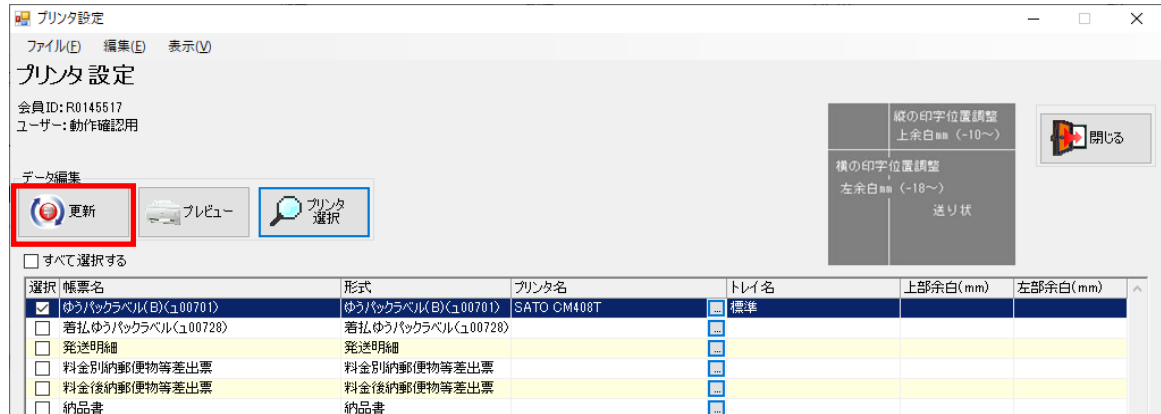 プリンタ設定
ファイル(F) 編集(E) 表示(V)
プリンタ 設定
会員ID:R0145517
ユーザー:動作確認用
縦の印字位置調整
上余白mm (-10～)
横の印字位置調整
左余白mm (-18～)
送り状
閉じる
データ編集
更新
プレビュー
プリンタ
選択
すべて選択する
選択 帳票名 形式 プリンタ名 トレイ名 上部余白(mm) 左部余白(mm)
ゆうパックラベル(B)(ュ00701) ゆうパックラベル(B)(ュ00701) SATO CM408T ... 標準
着払ゆうパックラベル(ュ00728) 着払ゆうパックラベル(ュ00728) ...
発送明細 発送明細 ...
料金別納郵便物等差出票 料金別納郵便物等差出票 ...
料金後納郵便物等差出票 料金後納郵便物等差出票 ...
納品書 納品書 ...